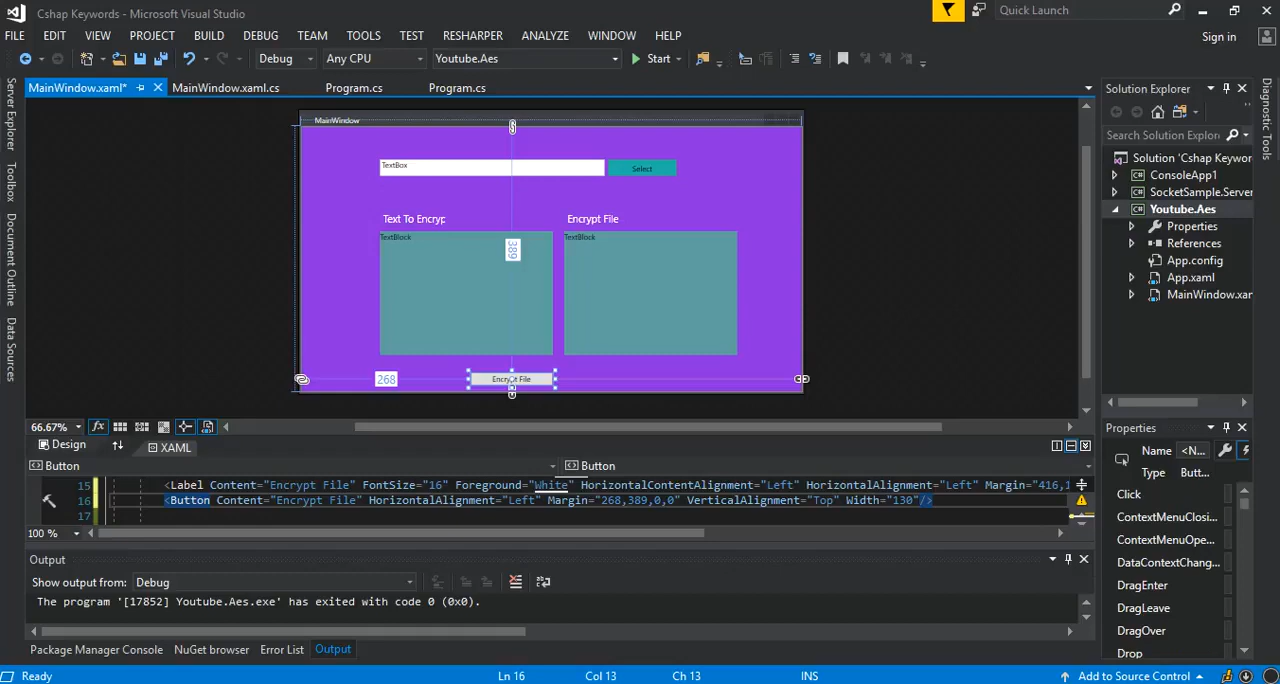 Cshap Keywords - Microsoft Visual Studio
Quick Launch
FILE EDIT VIEW PROJECT BUILD DEBUG TEAM TOOLS TEST RESHARPER ANALYZE WINDOW HELP
Sign in
Debug Any CPU Youtube.Aes Start
MainWindow.xaml* MainWindow.xaml.cs Program.cs Program.cs
Server Explorer
Toolbox
Document Outline
Data Sources
MainWindow
TextBox
Select
Text To Encryp
Encrypt File
TextBlock
TextBlock
389
268
Encrypt File
66.67%
Design
XAML
Button
Button
15 <Label Content="Encrypt File" FontSize="16" Foreground="White" HorizontalContentAlignment="Left" HorizontalAlignment="Left" Margin="416,1
16 <Button Content="Encrypt File" HorizontalAlignment="Left" Margin="268,389,0,0" VerticalAlignment="Top" Width="130"/>
17
100 %
Output
Show output from: Debug
The program '[17852] Youtube.Aes.exe' has exited with code 0 (0x0).
Package Manager Console NuGet browser Error List Output
Solution Explorer
Search Solution Explor
Solution 'Cshap Keywor
ConsoleApp1
SocketSample.Server
Youtube.Aes
Properties
References
App.config
App.xaml
MainWindow.xar
Diagnostic Tools
Properties
Name <N...
Type Butt...
Click
ContextMenuClosi...
ContextMenuOpe...
DataContextChang...
DragEnter
DragLeave
DragOver
Drop
Ready
Ln 16 Col 13 Ch 13 INS
Add to Source Control